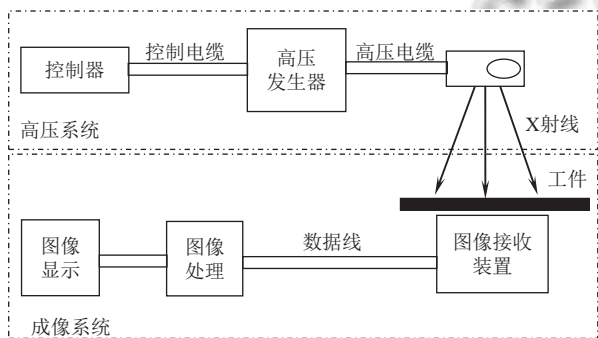 控制器
控制电缆
高压
发生器
高压电缆
X射线
高压系统
工件
图像
显示
图像
处理
数据线
图像接收
装置
成像系统